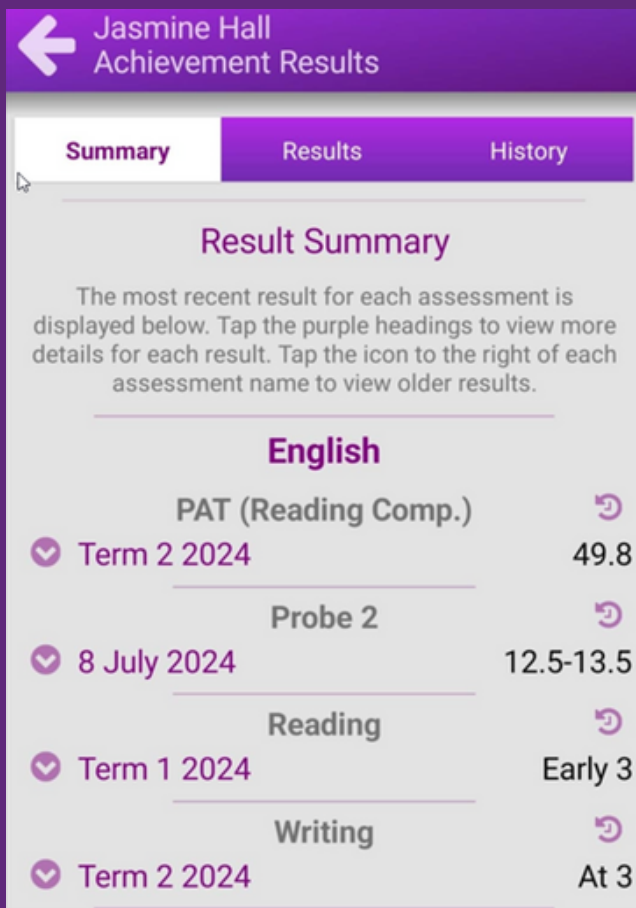 Jasmine Hall
Achievement Results
Summary Results History
Result Summary
The most recent result for each assessment is
displayed below. Tap the purple headings to view more
details for each result. Tap the icon to the right of each
assessment name to view older results.
English
PAT (Reading Comp.)
Term 2 2024 49.8
Probe 2
8 July 2024 12.5-13.5
Reading
Term 1 2024 Early 3
Writing
Term 2 2024 At 3